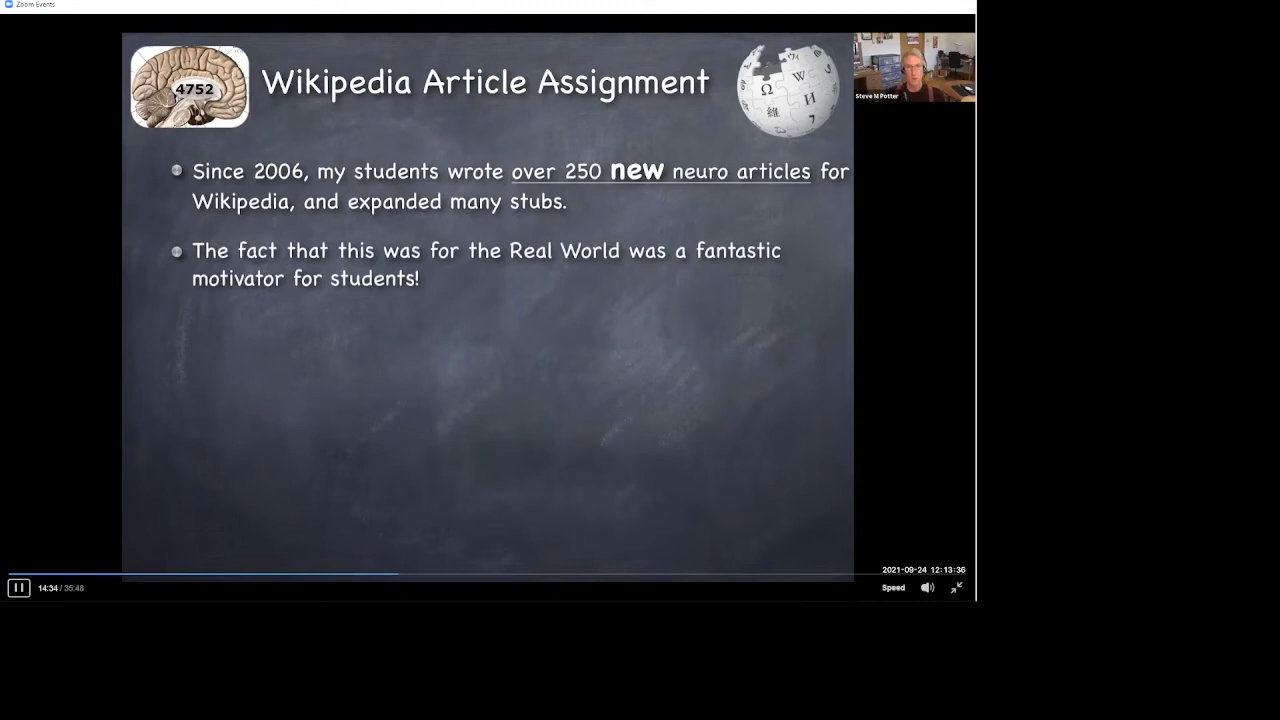 Zoom Events
4752
Wikipedia Article Assignment
Ω
W
И
維
Steve M Potter
Since 2006, my students wrote over 250 new neuro articles for
Wikipedia, and expanded many stubs.
The fact that this was for the Real World was a fantastic
motivator for students!
2021-09-24 12:13:36
14:34 / 35:48
Speed